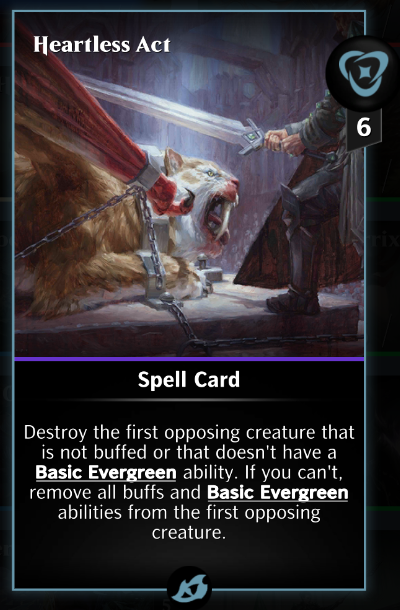 Heartless Act
6
Spell Card
Destroy the first opposing creature that
is not buffed or that doesn't have a
Basic Evergreen ability. If you can't,
remove all buffs and Basic Evergreen
abilities from the first opposing
creature.